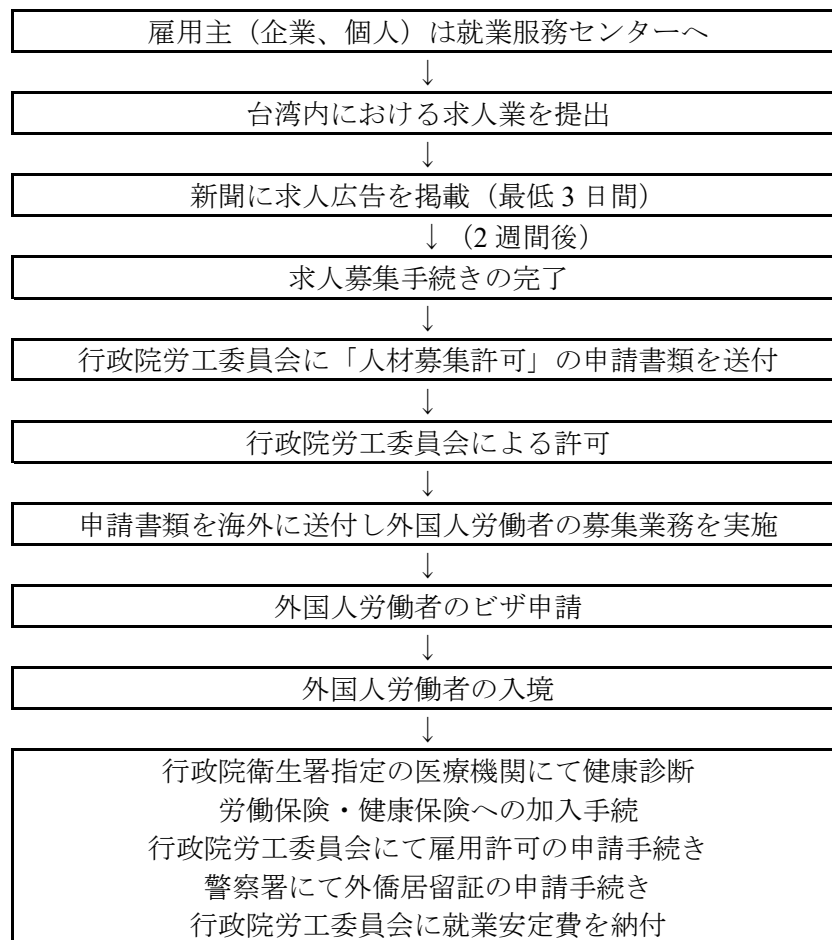 雇用主（企業、個人）は就業服務センターへ
↓
台湾内における求人業を提出
↓
新聞に求人広告を掲載（最低 3 日間）
↓（2 週間後）
求人募集手続きの完了
↓
行政院労工委員会に「人材募集許可」の申請書類を送付
↓
行政院労工委員会による許可
↓
申請書類を海外に送付し外国人労働者の募集業務を実施
↓
外国人労働者のビザ申請
↓
外国人労働者の入境
↓
行政院衛生署指定の医療機関にて健康診断
労働保険・健康保険への加入手続
行政院労工委員会にて雇用許可の申請手続き
警察署にて外僑居留証の申請手続き
行政院労工委員会に就業安定費を納付